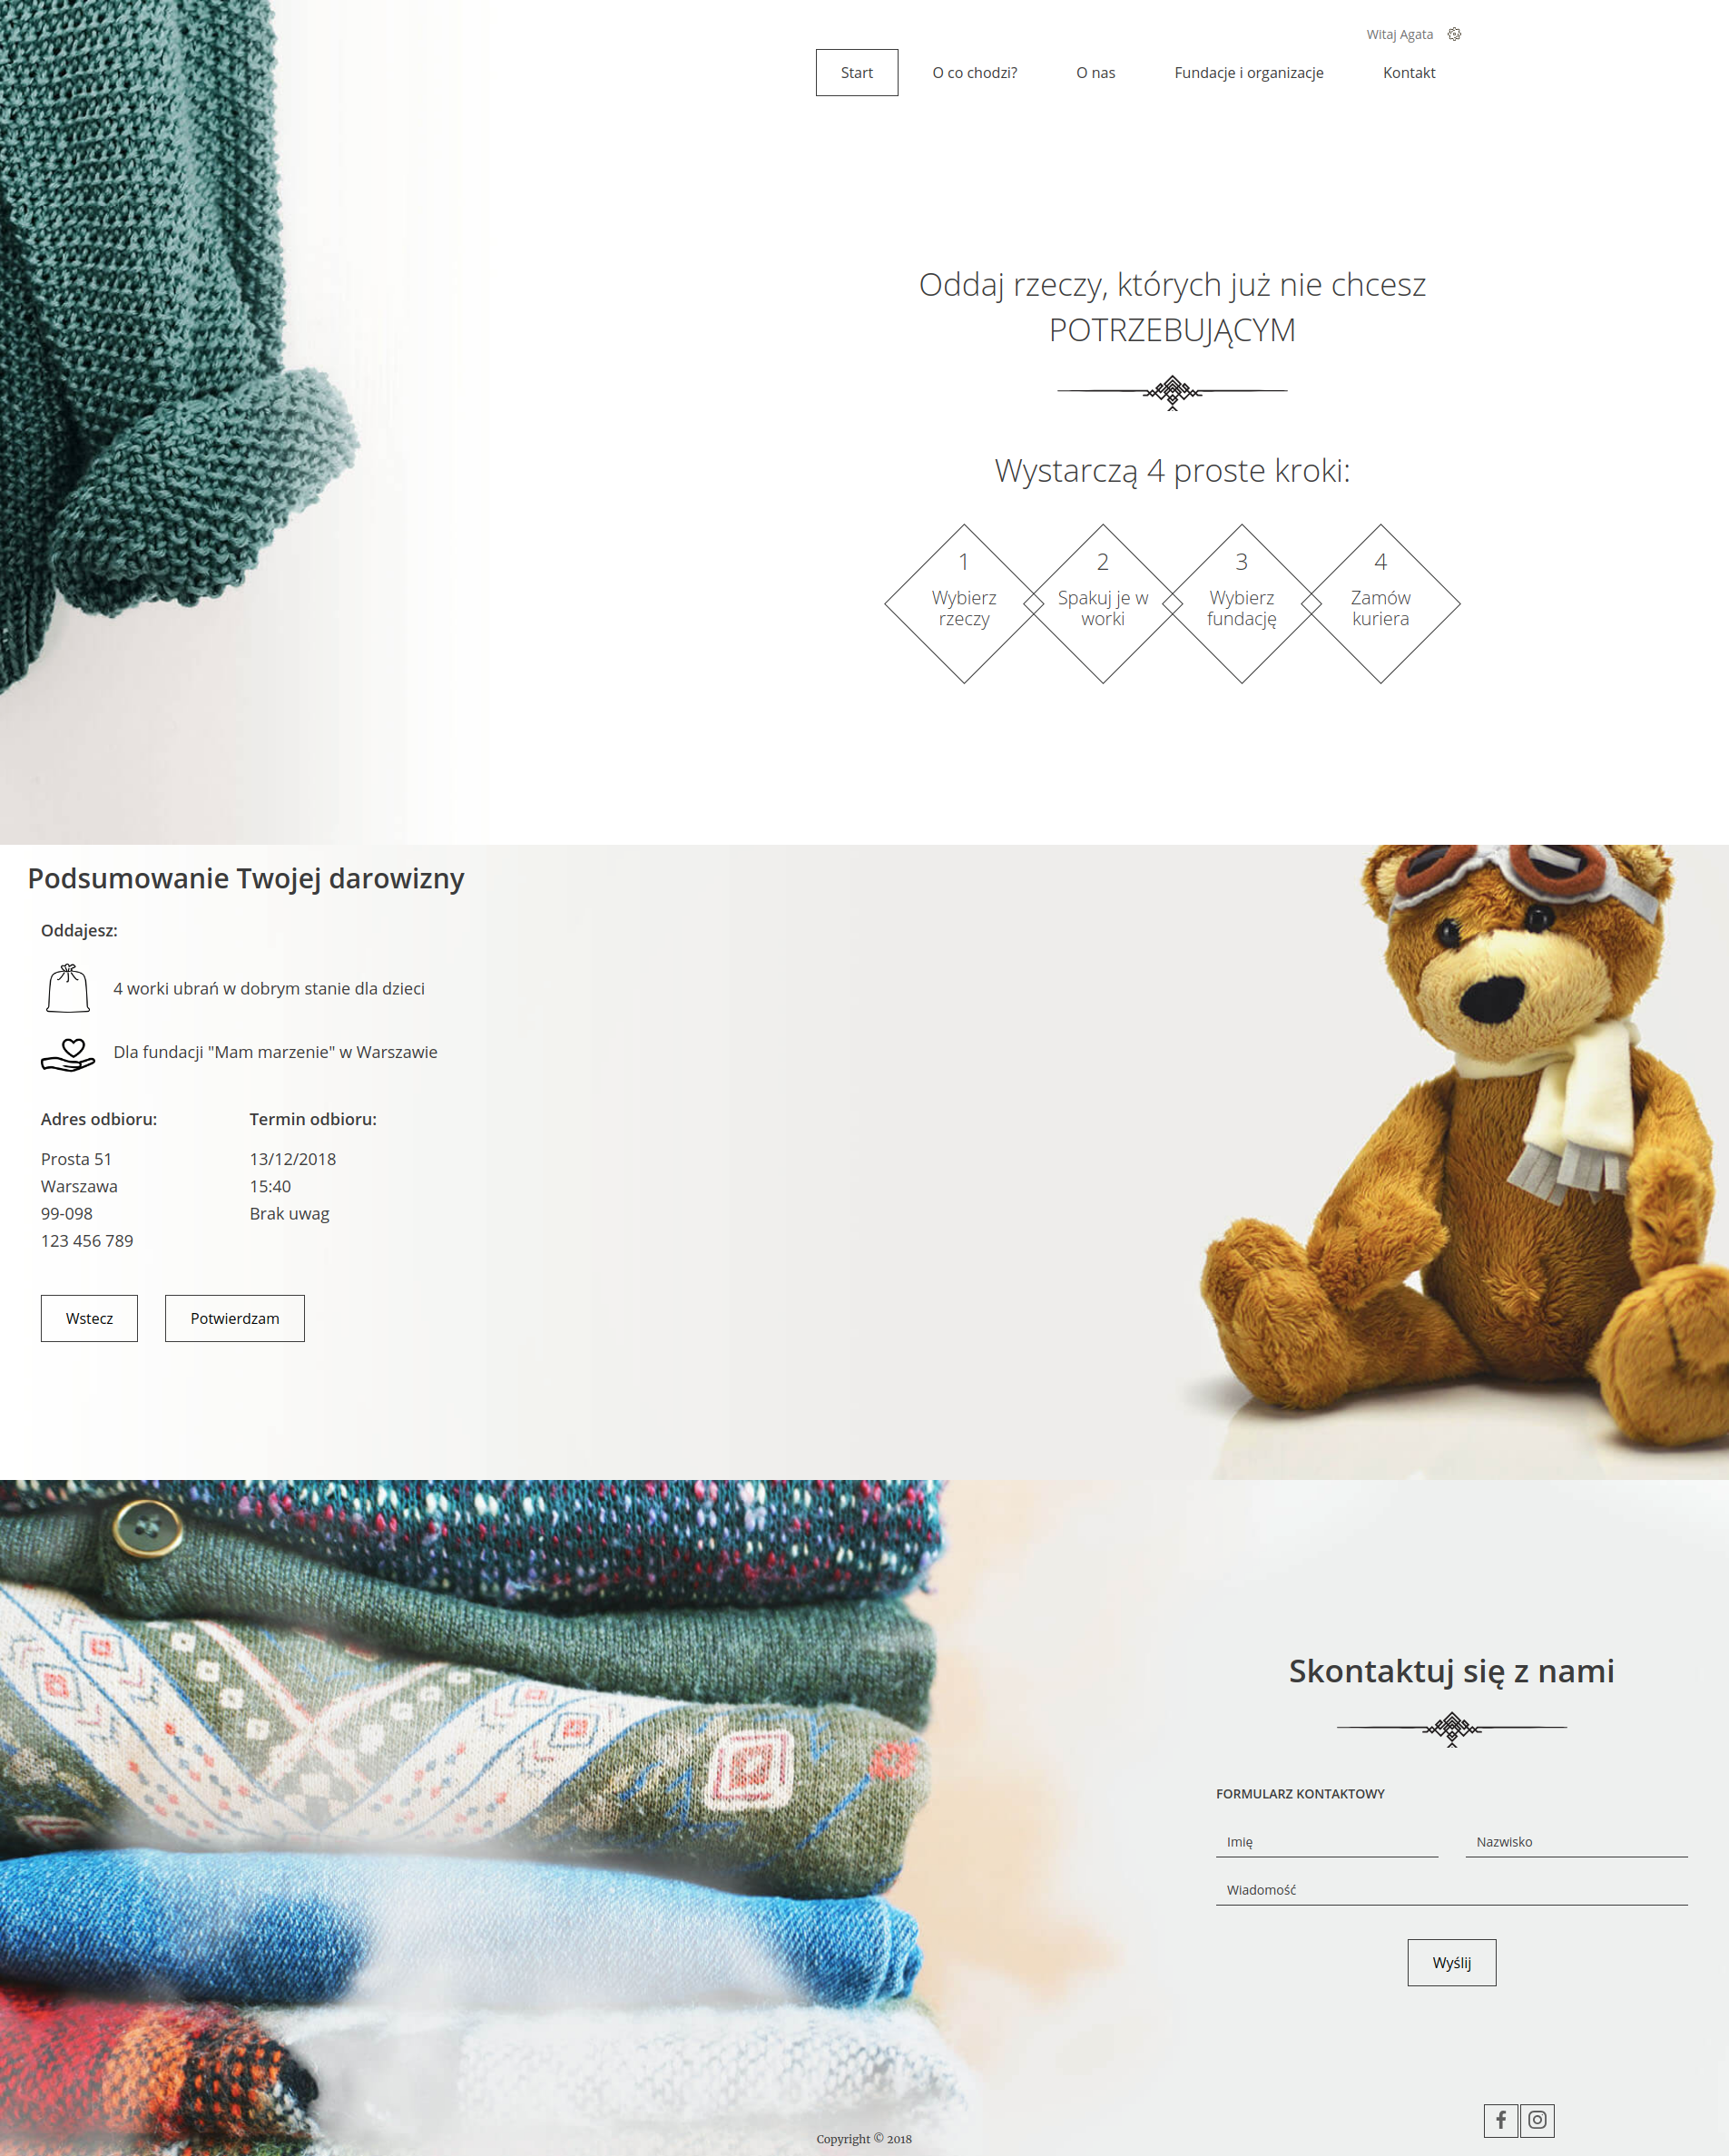 Witaj Agata
Start
O co chodzi?
O nas
Fundacje i organizacje
Kontakt
Oddaj rzeczy, których już nie chcesz
POTRZEBUJĄCYM
Wystarczą 4 proste kroki:
1
Wybierz
rzeczy
2
Spakuj je w
worki
3
Wybierz
fundację
4
Zamów
kuriera
Podsumowanie Twojej darowizny
Oddajesz:
4 worki ubrań w dobrym stanie dla dzieci
Dla fundacji "Mam marzenie" w Warszawie
Adres odbioru:
Prosta 51
Warszawa
99-098
123 456 789
Termin odbioru:
13/12/2018
15:40
Brak uwag
Wstecz
Potwierdzam
Skontaktuj się z nami
FORMULARZ KONTAKTOWY
Imię
Nazwisko
Wiadomość
Wyślij
Copyright © 2018